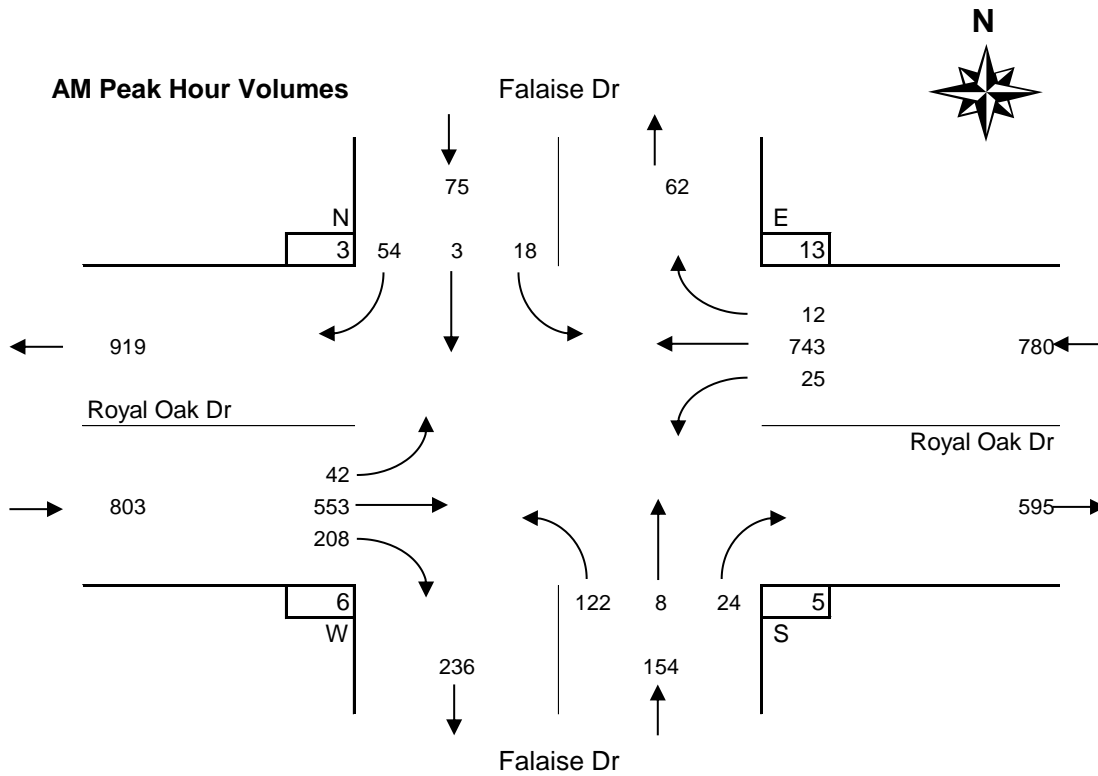 N
AM Peak Hour Volumes Falaise Dr
75 62
N E
3 54 3 18 13
12
919 743 780
25
Royal Oak Dr
Royal Oak Dr
42
803 553 595
208
6 122 8 24 5
W S
236 154
Falaise Dr